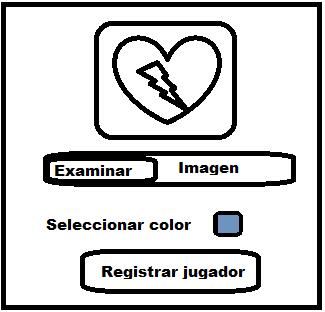 Examinar Imagen
Seleccionar color
Registrar jugador